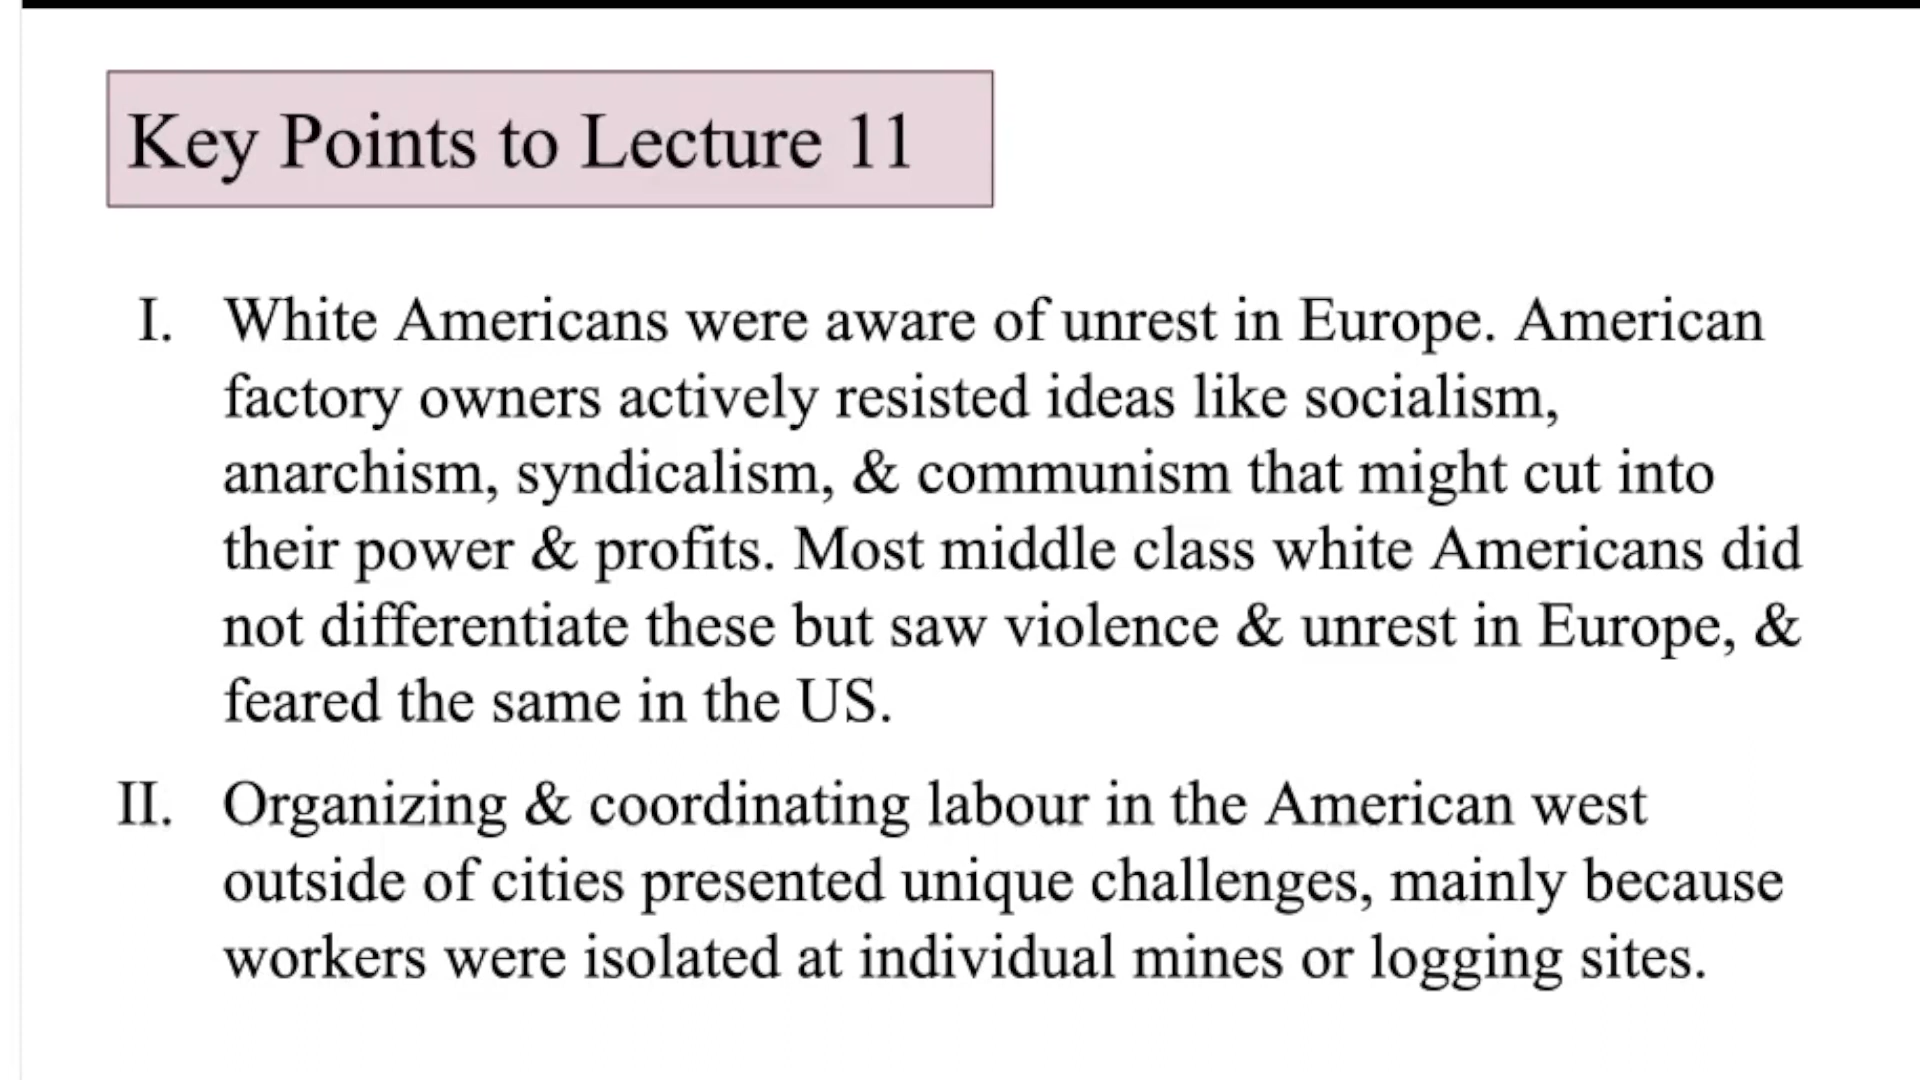 Key Points to Lecture 11
I. White Americans were aware of unrest in Europe. American
factory owners actively resisted ideas like socialism,
anarchism, syndicalism, & communism that might cut into
their power & profits. Most middle class white Americans did
not differentiate these but saw violence & unrest in Europe, &
feared the same in the US.
II. Organizing & coordinating labour in the American west
outside of cities presented unique challenges, mainly because
workers were isolated at individual mines or logging sites.